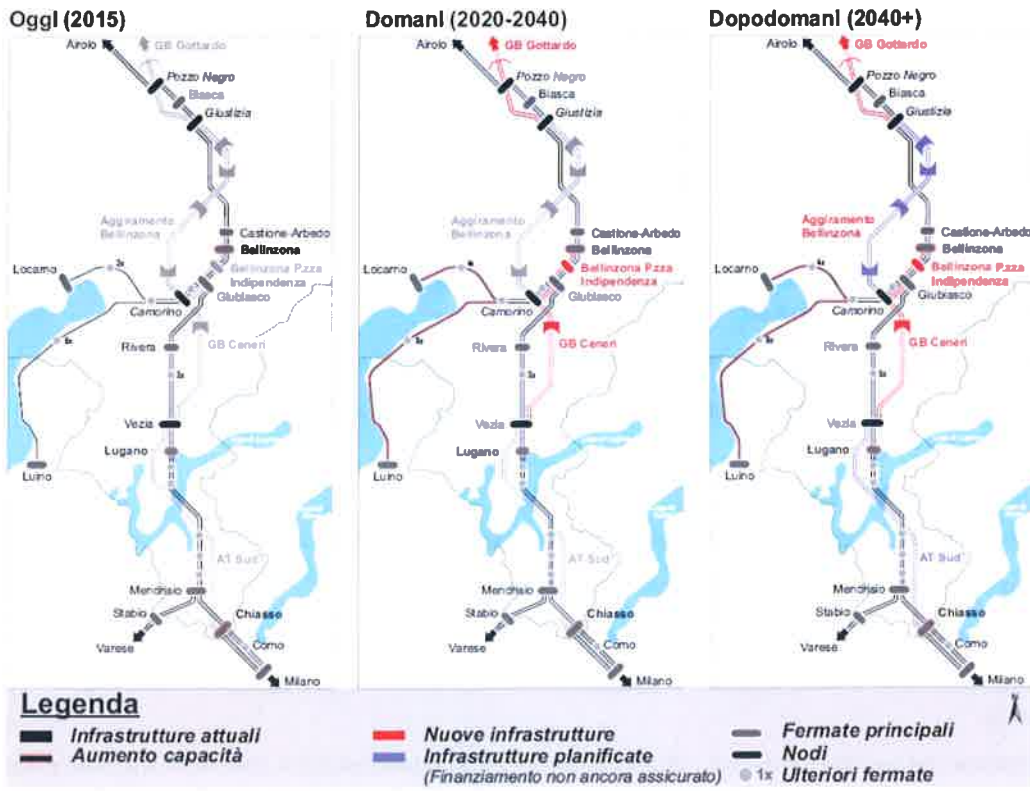 Oggi (2015)
Airolo
GB Gottardo
Pozzo Negro
Biasca
Giustizia
Aggiramento
Bellinzona
Castione-Arbedo
Bellinzona
Bellinzona P.zza
Indipendenza
Giubiasco
Locarno
Camorino
Rivera
GB Ceneri
Vezia
Lugano
Luino
AT Sud
Mendrisio
Stabio
Chiasso
Varese
Como
Milano
Domani (2020-2040)
Airolo
GB Gottardo
Pozzo Negro
Biasca
Giustizia
Aggiramento
Bellinzona
Castione-Arbedo
Bellinzona
Bellinzona P.zza
Indipendenza
Giubiasco
Locarno
Camorino
Rivera
GB Ceneri
Vezia
Lugano
Luino
AT Sud
Mendrisio
Stabio
Chiasso
Varese
Como
Milano
Dopodomani (2040+)
Airolo
GB Gottardo
Pozzo Negro
Biasca
Giustizia
Aggiramento
Bellinzona
Castione-Arbedo
Bellinzona
Bellinzona P.zza
Indipendenza
Giubiasco
Locarno
Camorino
Rivera
GB Ceneri
Vezia
Lugano
Luino
AT Sud
Mendrisio
Stabio
Chiasso
Varese
Como
Milano
Legenda
Infrastrutture attuali
Aumento capacità
Nuove infrastrutture
Infrastrutture planificate
(Finanziamento non ancora assicurato)
Fermate principali
Nodi
1x Ulteriori fermate